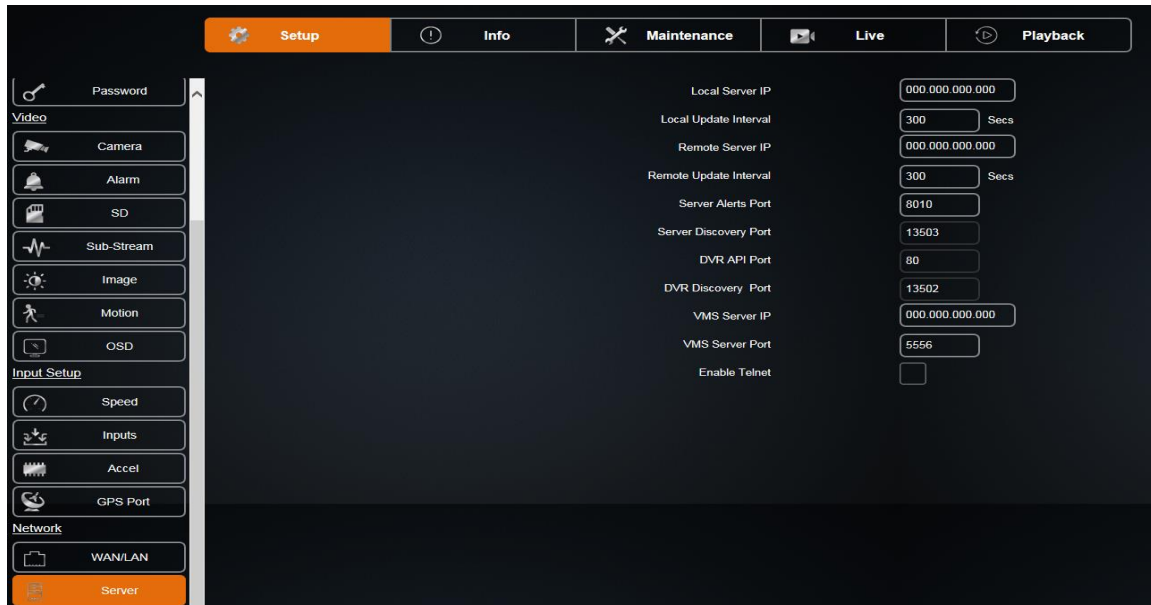 Setup
Info
Maintenance
Live
Playback
Password
Video
Camera
Alarm
SD
Sub-Stream
Image
Motion
OSD
Input Setup
Speed
Inputs
Accel
GPS Port
Network
WAN/LAN
Server
Local Server IP 000.000.000.000
Local Update Interval 300 Secs
Remote Server IP 000.000.000.000
Remote Update Interval 300 Secs
Server Alerts Port 8010
Server Discovery Port 13503
DVR API Port 80
DVR Discovery Port 13502
VMS Server IP 000.000.000.000
VMS Server Port 5556
Enable Telnet